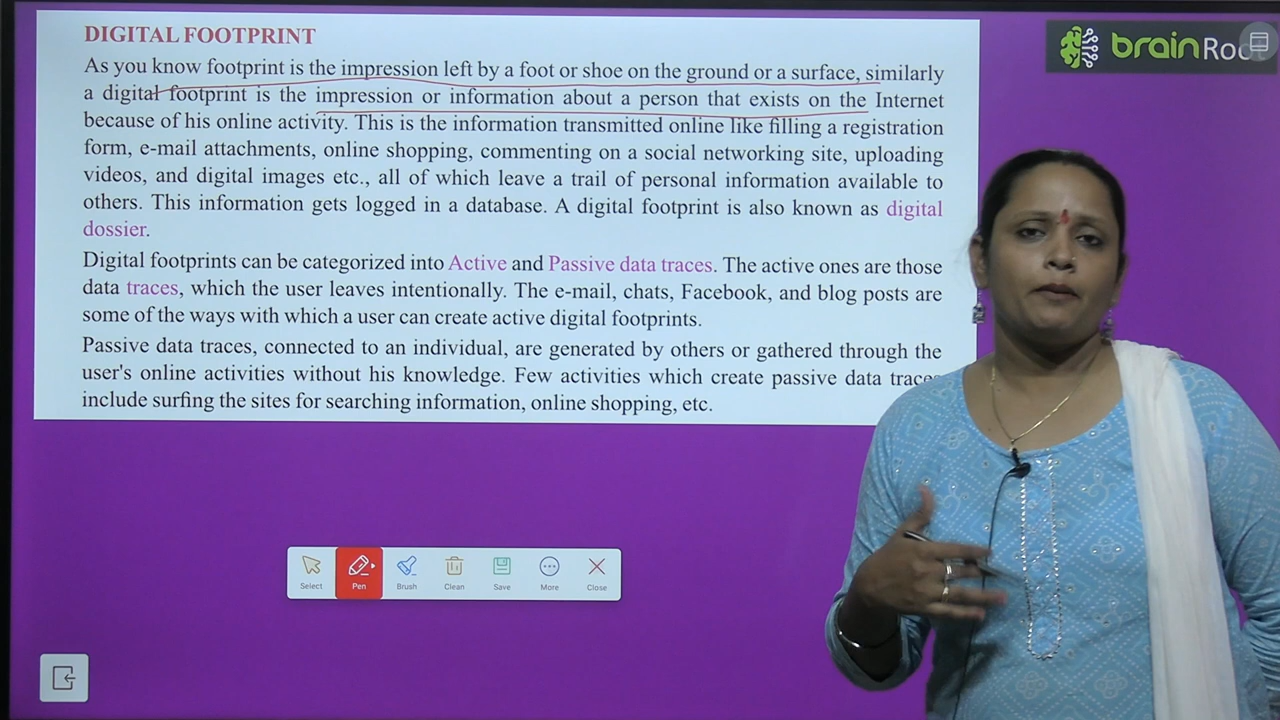 DIGITAL FOOTPRINT
As you know footprint is the impression left by a foot or shoe on the ground or a surface, similarly
a digital footprint is the impression or information about a person that exists on the Internet
because of his online activity. This is the information transmitted online like filling a registration
form, e-mail attachments, online shopping, commenting on a social networking site, uploading
videos, and digital images etc., all of which leave a trail of personal information available to
others. This information gets logged in a database. A digital footprint is also known as digital
dossier.
Digital footprints can be categorized into Active and Passive data traces. The active ones are those
data traces, which the user leaves intentionally. The e-mail, chats, Facebook, and blog posts are
some of the ways with which a user can create active digital footprints.
Passive data traces, connected to an individual, are generated by others or gathered through the
user's online activities without his knowledge. Few activities which create passive data traces
include surfing the sites for searching information, online shopping, etc.
brain
Select Pen Brush Clean Save More Close